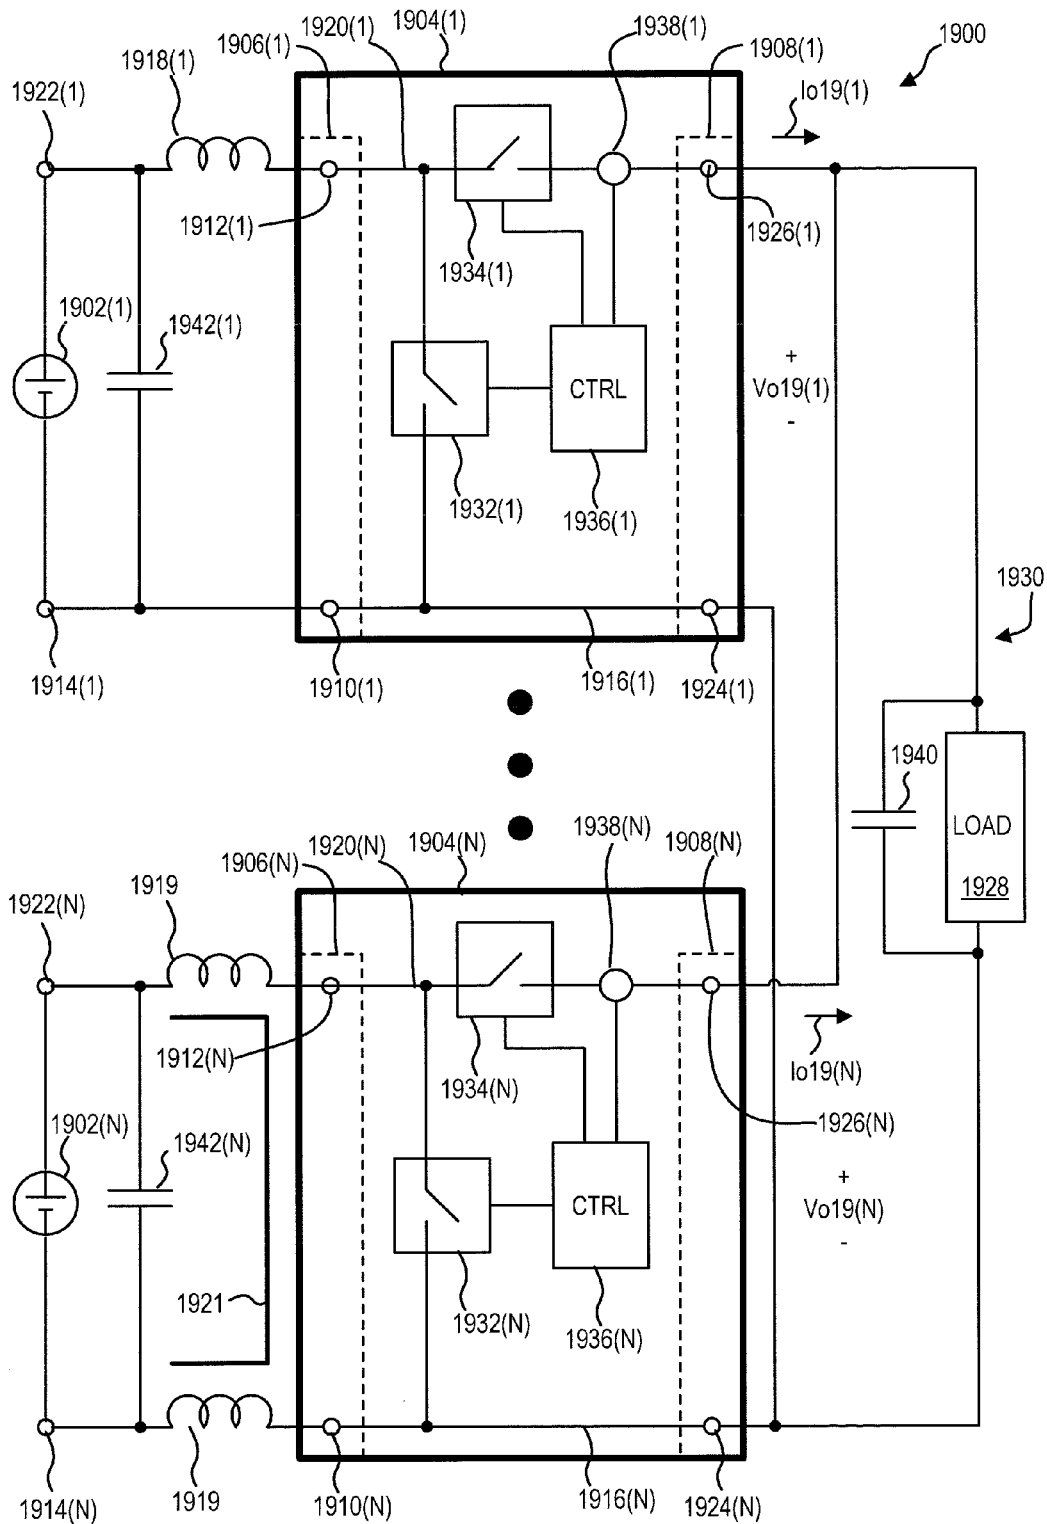 1920(1)
1904(1)
1906(1)
1938(1)
1908(1)
1900
1918(1)
1922(1)
Io19(1)
1912(1)
1926(1)
1934(1)
1902(1)
1942(1)
CTRL
+
Vo19(1)
-
1932(1)
1936(1)
1930
1914(1)
1910(1)
1916(1)
1924(1)
1940
LOAD
1928
1938(N)
1904(N)
1920(N)
1906(N)
1908(N)
1919
1922(N)
1912(N)
1934(N)
Io19(N)
1926(N)
1902(N)
1942(N)
CTRL
+
Vo19(N)
-
1921
1932(N)
1936(N)
1914(N)
1919
1910(N)
1916(N)
1924(N)